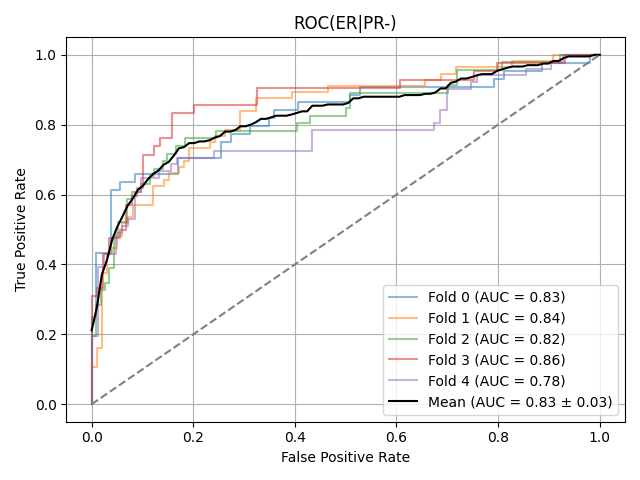 ROC(ER|PR-)
True Positive Rate
1.0
0.8
0.6
0.4
0.2
0.0
Fold 0 (AUC = 0.83)
Fold 1 (AUC = 0.84)
Fold 2 (AUC = 0.82)
Fold 3 (AUC = 0.86)
Fold 4 (AUC = 0.78)
Mean (AUC = 0.83 ± 0.03)
0.0 0.2 0.4 0.6 0.8 1.0
False Positive Rate